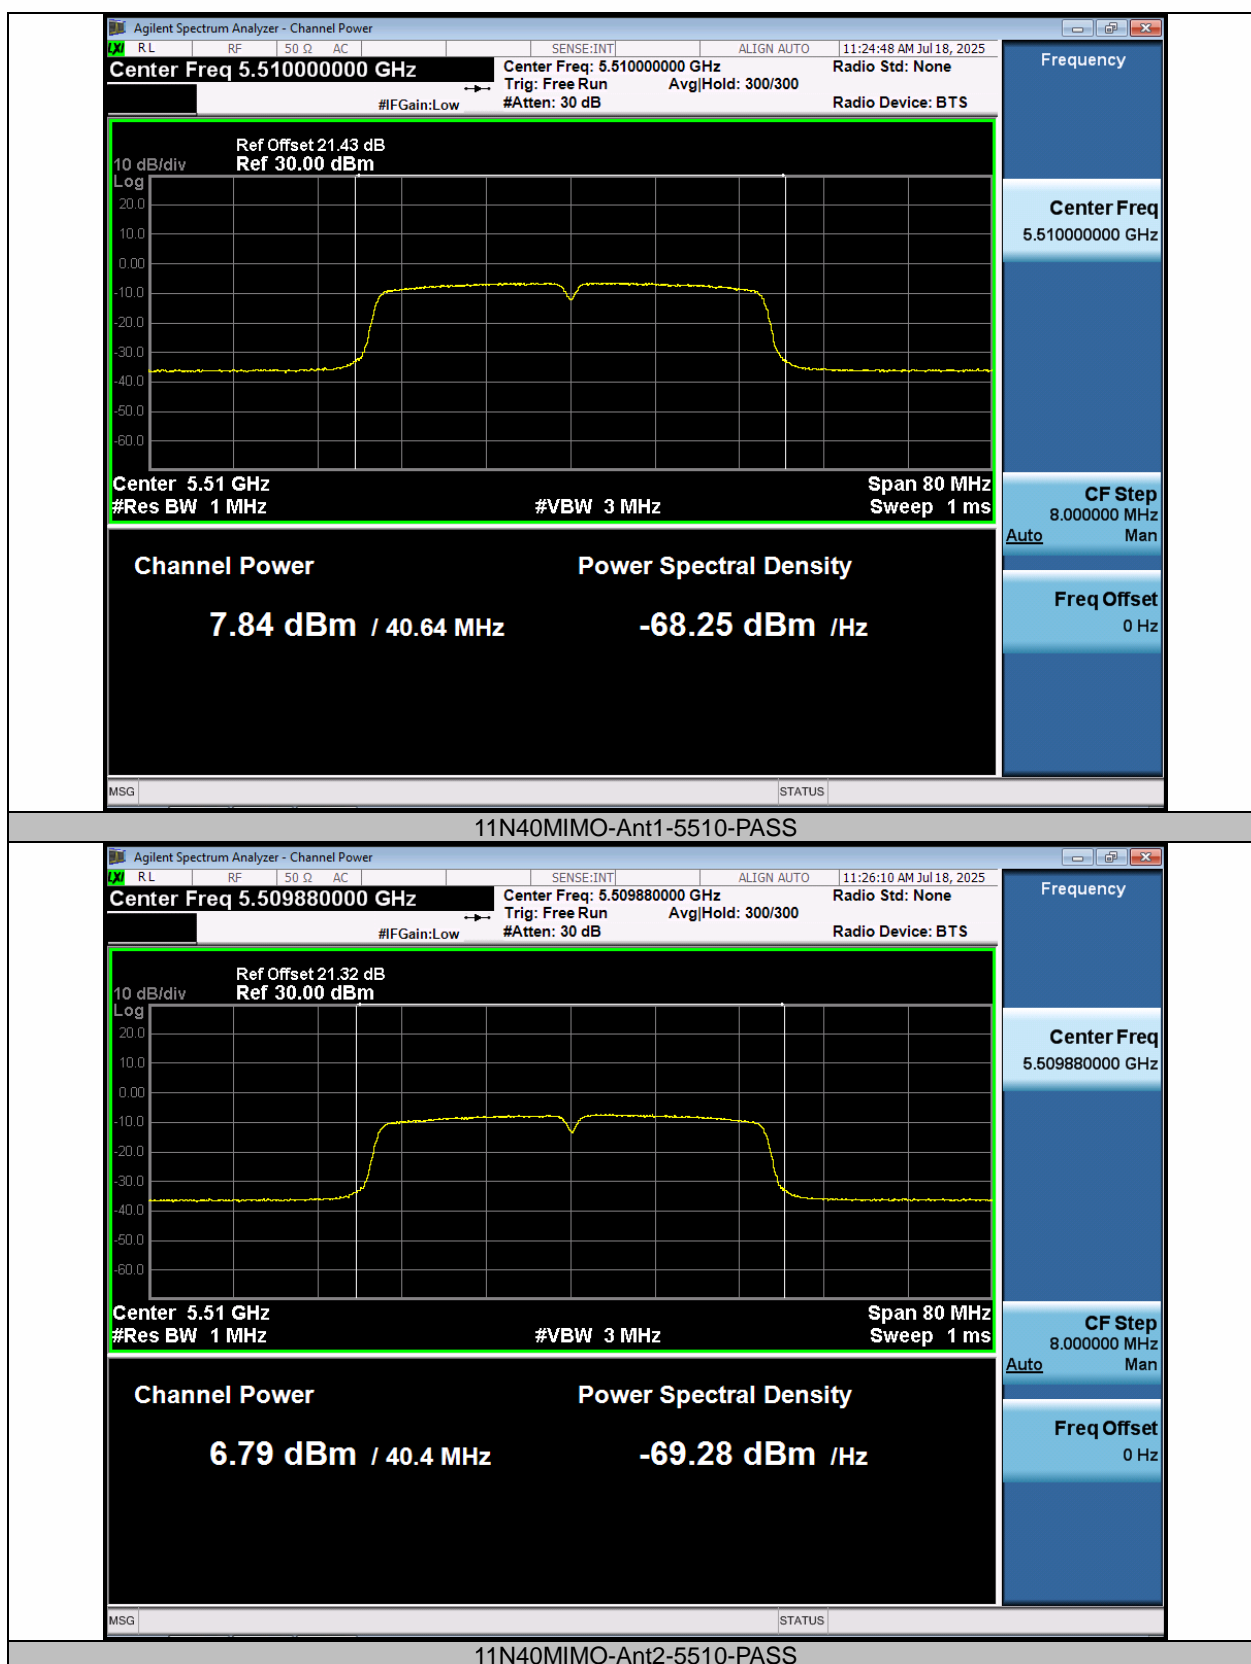 Agilent Spectrum Analyzer - Channel Power
LXI RL RF 50 Ω AC SENSE:INT ALIGN AUTO 11:24:48 AM Jul 18, 2025
Center Freq 5.510000000 GHz
Center Freq: 5.510000000 GHz Radio Std: None
Trig: Free Run Avg|Hold: 300/300
#IFGain:Low #Atten: 30 dB Radio Device: BTS
Ref Offset 21.43 dB
10 dB/div Ref 30.00 dBm
Log
20.0
10.0
0.00
-10.0
-20.0
-30.0
-40.0
-50.0
-60.0
Center 5.51 GHz Span 80 MHz
#Res BW 1 MHz #VBW 3 MHz Sweep 1 ms
Channel Power Power Spectral Density
7.84 dBm / 40.64 MHz -68.25 dBm /Hz
MSG STATUS
Frequency
Center Freq
5.510000000 GHz
CF Step
8.000000 MHz
Auto Man
Freq Offset
0 Hz
11N40MIMO-Ant1-5510-PASS
Agilent Spectrum Analyzer - Channel Power
LXI RL RF 50 Ω AC SENSE:INT ALIGN AUTO 11:26:10 AM Jul 18, 2025
Center Freq 5.509880000 GHz
Center Freq: 5.509880000 GHz Radio Std: None
Trig: Free Run Avg|Hold: 300/300
#IFGain:Low #Atten: 30 dB Radio Device: BTS
Ref Offset 21.32 dB
10 dB/div Ref 30.00 dBm
Log
20.0
10.0
0.00
-10.0
-20.0
-30.0
-40.0
-50.0
-60.0
Center 5.51 GHz Span 80 MHz
#Res BW 1 MHz #VBW 3 MHz Sweep 1 ms
Channel Power Power Spectral Density
6.79 dBm / 40.4 MHz -69.28 dBm /Hz
MSG STATUS
Frequency
Center Freq
5.509880000 GHz
CF Step
8.000000 MHz
Auto Man
Freq Offset
0 Hz
11N40MIMO-Ant2-5510-PASS